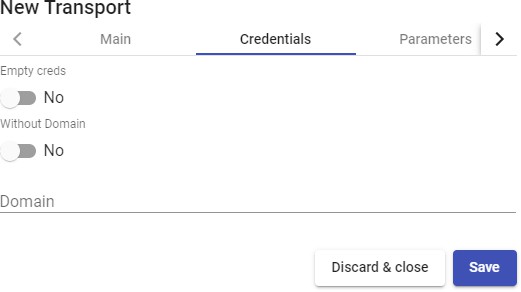 New Transport
Main
Credentials
Parameters
Empty creds
No
Without Domain
No
Domain
Discard & close
Save